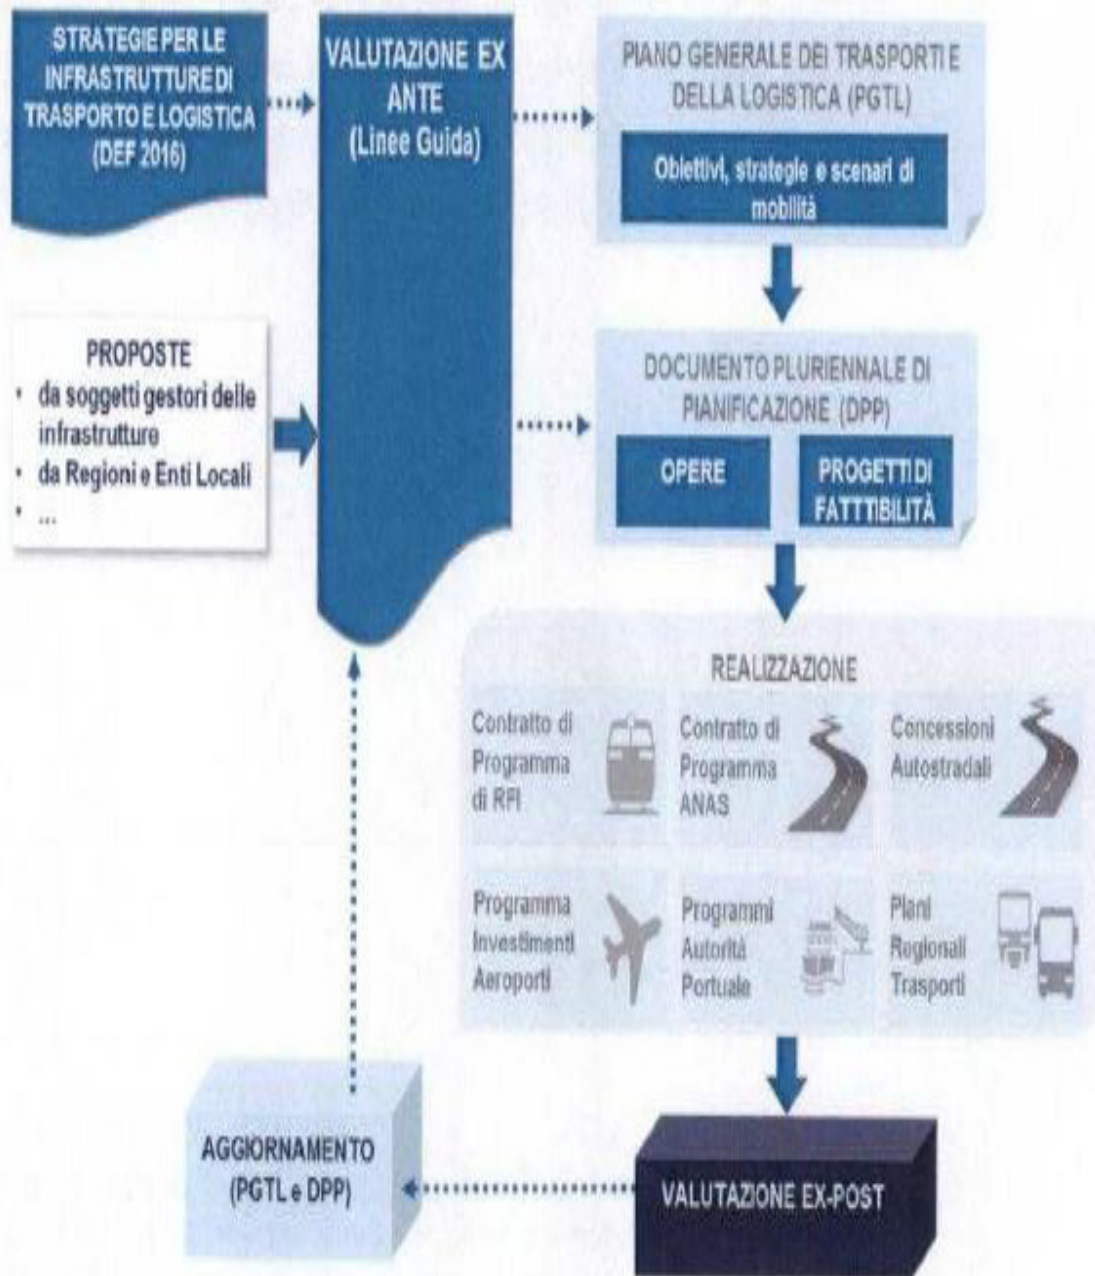 STRATEGIE PER LE
INFRASTRUTTURE DI
TRASPORTO E LOGISTICA
(DEF 2016)
VALUTAZIONE EX
ANTE
(Linee Guida)
PIANO GENERALE DEI TRASPORTI E
DELLA LOGISTICA (PGTL)
Obiettivi, strategie e scenari di
mobilità
PROPOSTE
• da soggetti gestori delle
infrastrutture
• da Regioni e Enti Locali
• ...
DOCUMENTO PLURIENNALE DI
PIANIFICAZIONE (DPP)
OPERE
PROGETTI DI
FATTTIBILITÀ
REALIZZAZIONE
Contratto di
Programma
di RFI
Contratto di
Programma
ANAS
Concessioni
Autostradali
Programma
Investimenti
Aeroporti
Programmi
Autorità
Portuale
Piani
Regionali
Trasporti
AGGIORNAMENTO
(PGTL e DPP)
VALUTAZIONE EX-POST